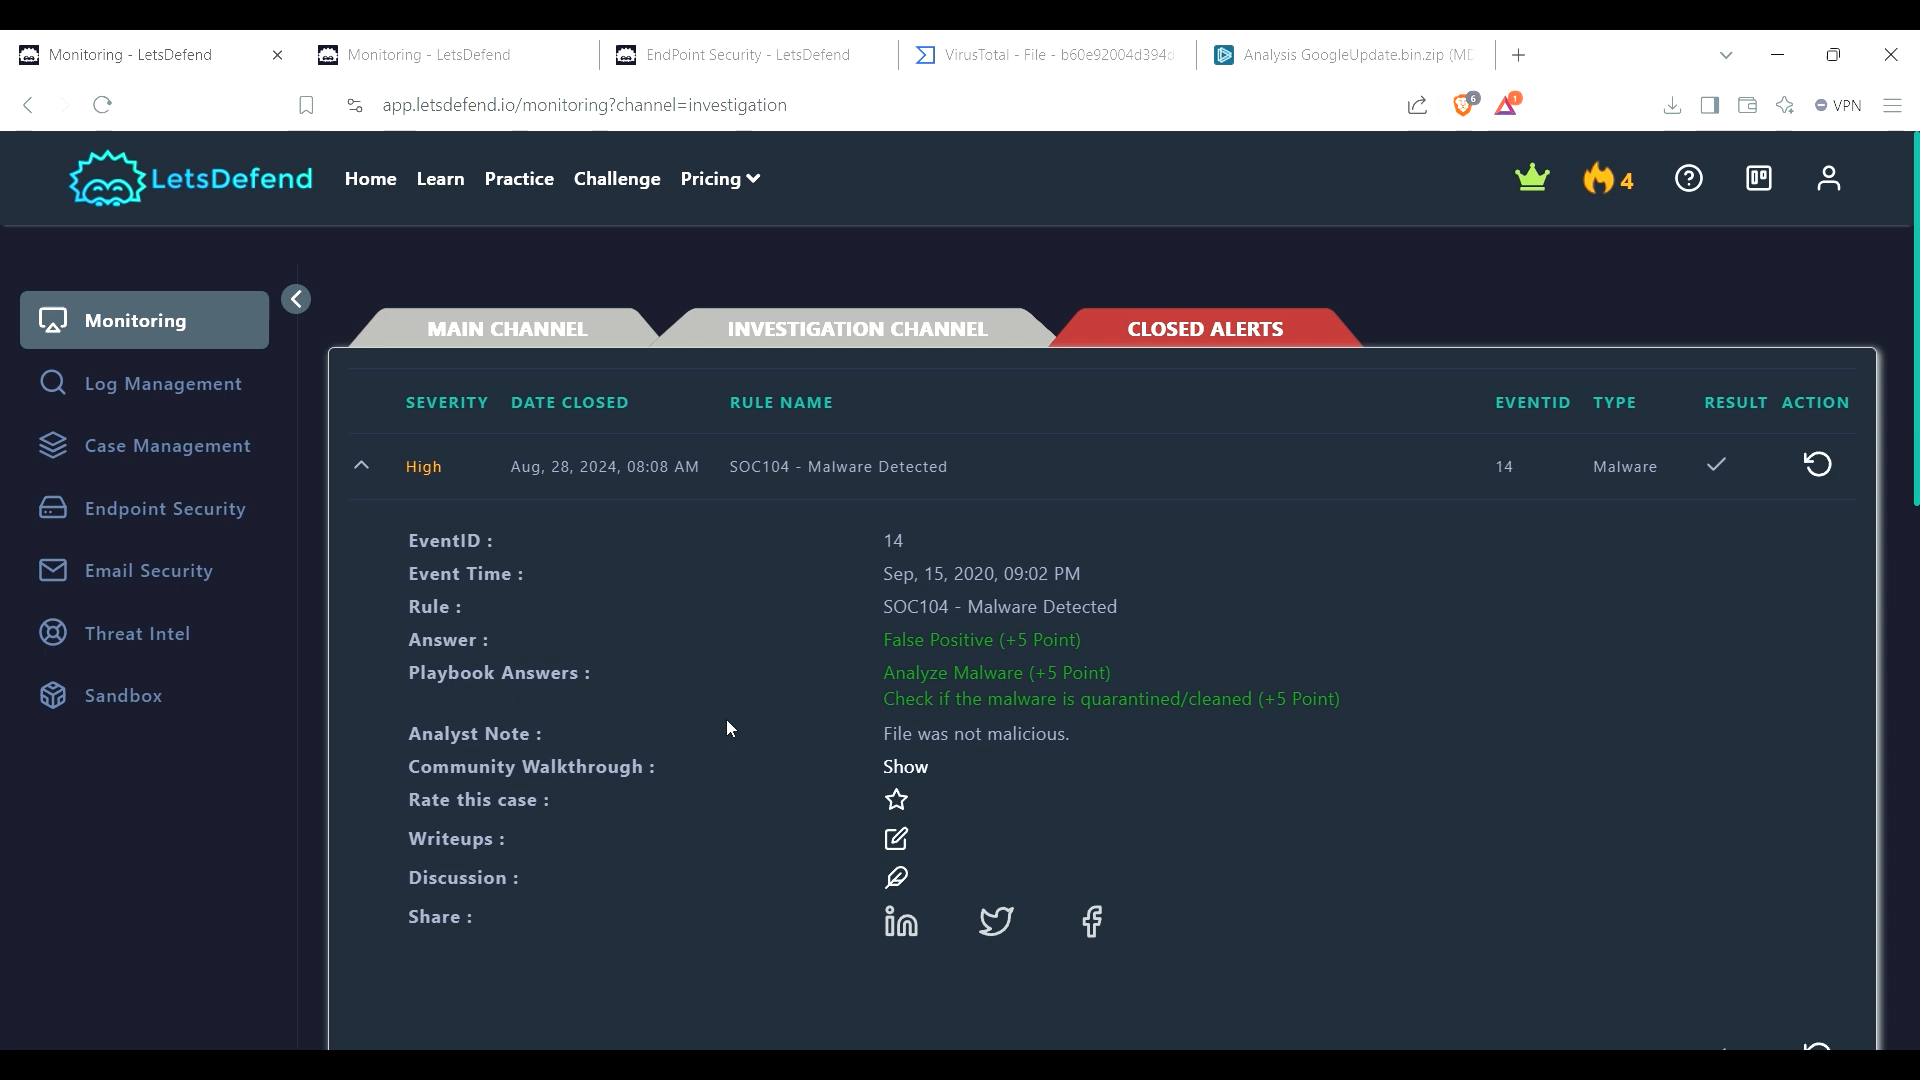 Monitoring - LetsDefend
Monitoring - LetsDefend
EndPoint Security - LetsDefend
VirusTotal - File - b60e92004d394d
Analysis GoogleUpdate.bin.zip (MD
app.letsdefend.io/monitoring?channel=investigation
6
1
VPN
LetsDefend
Home Learn Practice Challenge Pricing
4
Monitoring
Log Management
Case Management
Endpoint Security
Email Security
Threat Intel
Sandbox
MAIN CHANNEL INVESTIGATION CHANNEL CLOSED ALERTS
SEVERITY DATE CLOSED RULE NAME EVENTID TYPE RESULT ACTION
High Aug, 28, 2024, 08:08 AM SOC104 - Malware Detected 14 Malware
EventID : 14
Event Time : Sep, 15, 2020, 09:02 PM
Rule : SOC104 - Malware Detected
Answer : False Positive (+5 Point)
Playbook Answers : Analyze Malware (+5 Point)
Check if the malware is quarantined/cleaned (+5 Point)
Analyst Note : File was not malicious.
Community Walkthrough : Show
Rate this case :
Writeups :
Discussion :
Share :